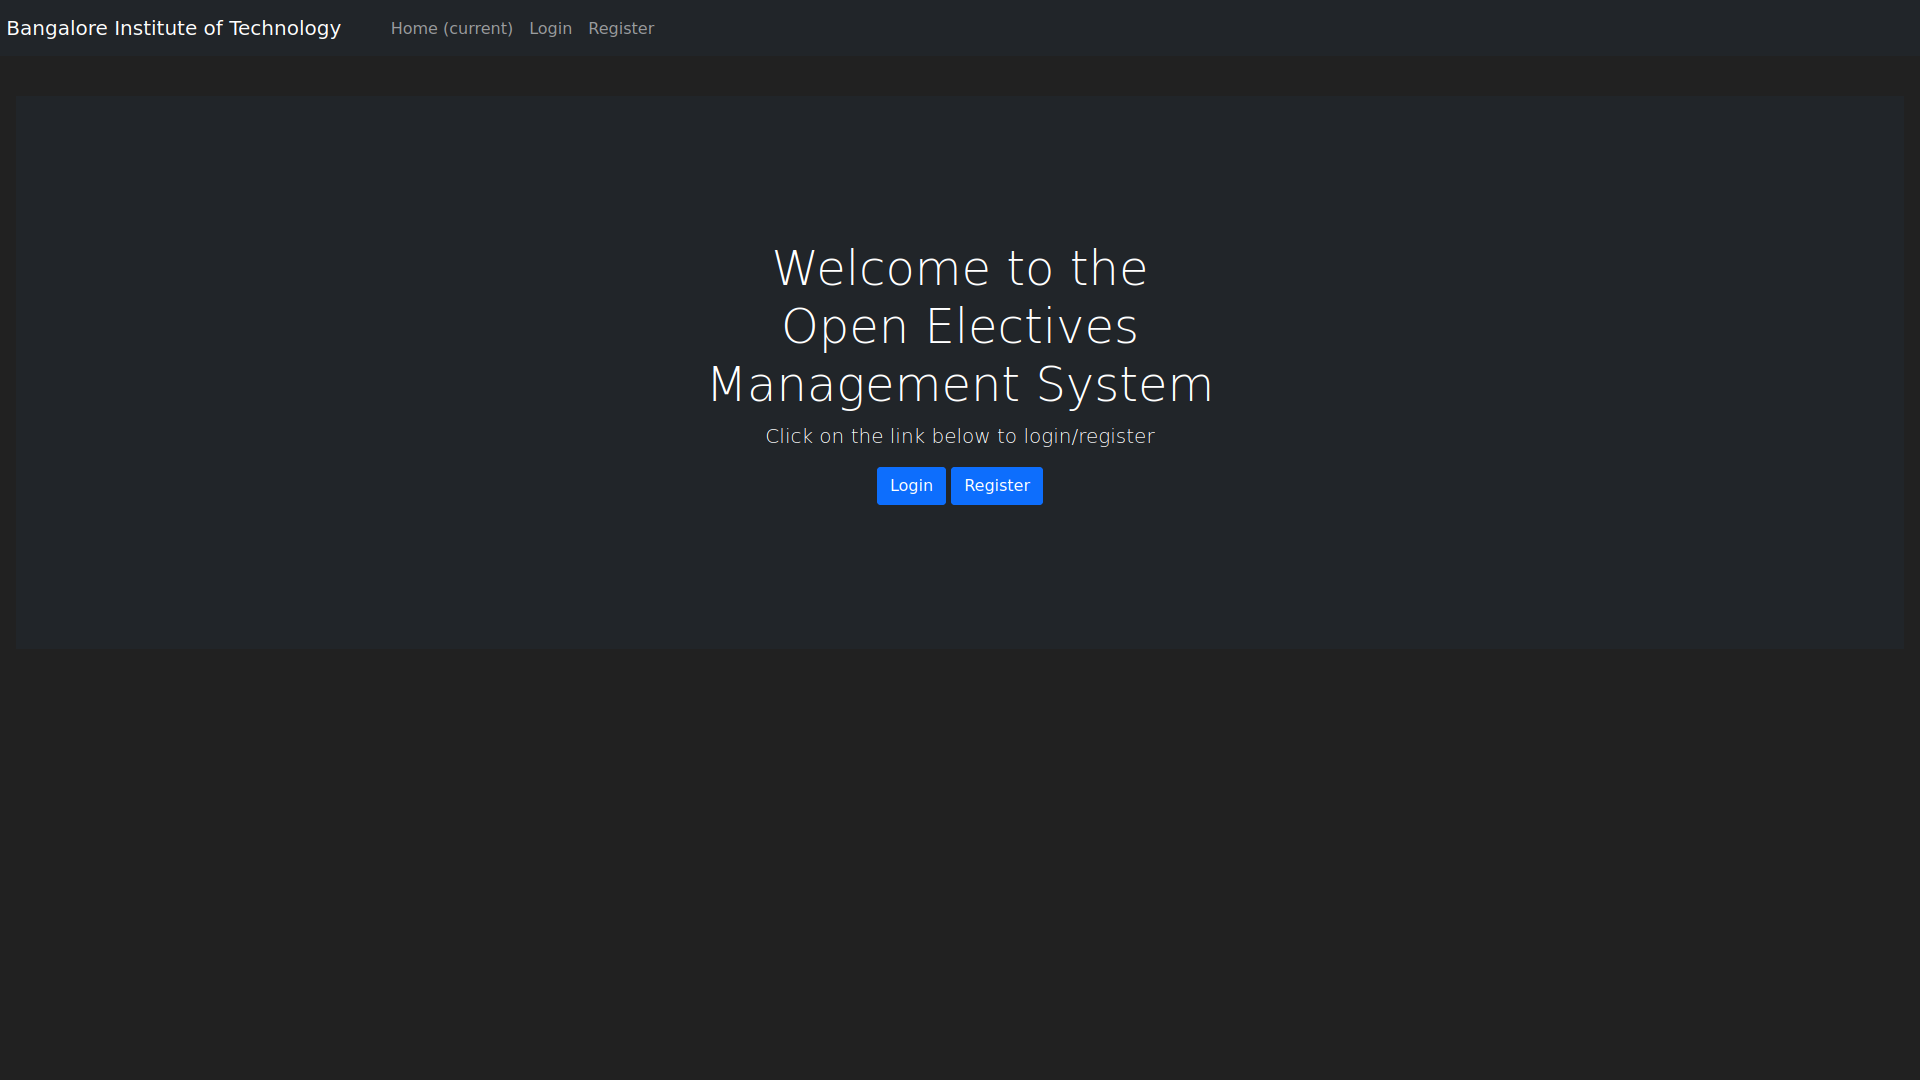 Bangalore Institute of Technology Home (current) Login Register
Welcome to the
Open Electives
Management System
Click on the link below to login/register
Login Register